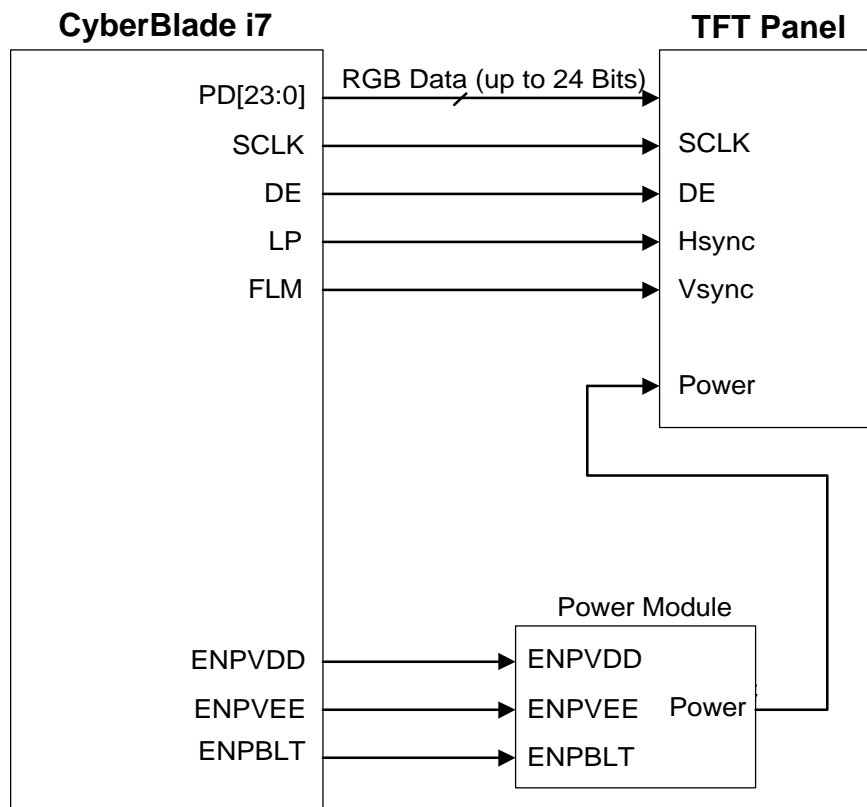 CyberBlade i7
TFT Panel
PD[23:0]
RGB Data (up to 24 Bits)
SCLK
SCLK
DE
DE
LP
Hsync
FLM
Vsync
Power
Power Module
ENPVDD
ENPVDD
ENPVEE
ENPVEE
Power
ENPBLT
ENPBLT